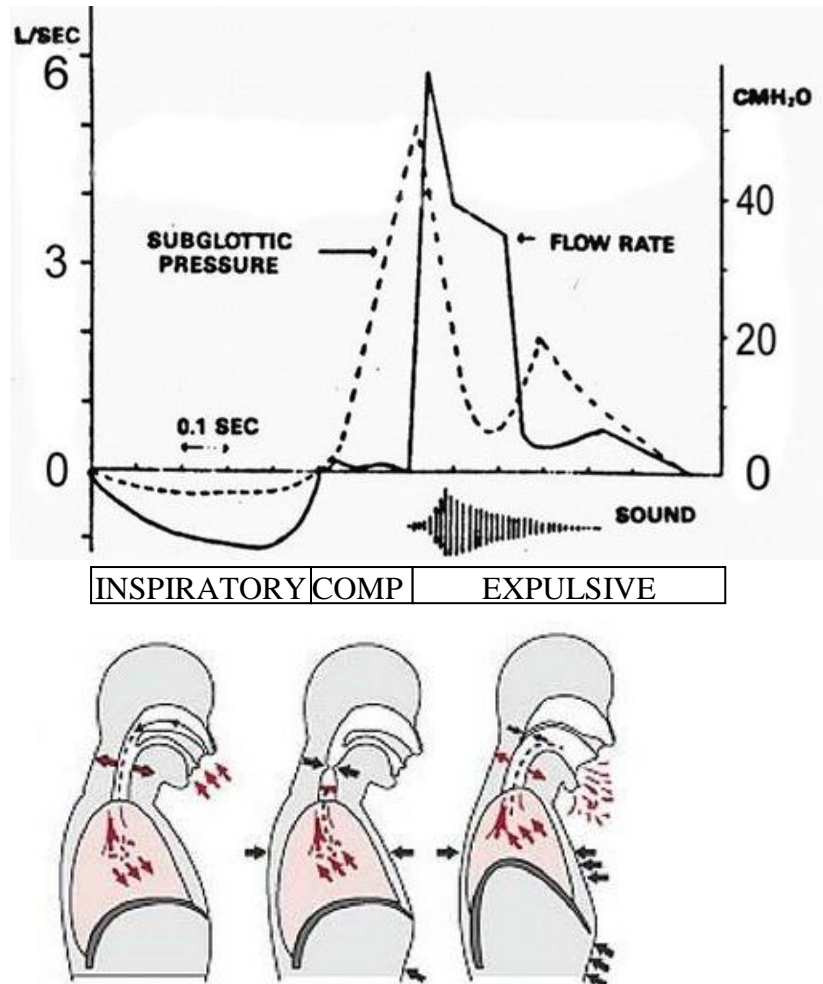 L/SEC
6
CMH₂O
40
SUBGLOTTIC
PRESSURE
FLOW RATE
3
20
0.1 SEC
0
0
SOUND
INSPIRATORY COMP EXPULSIVE